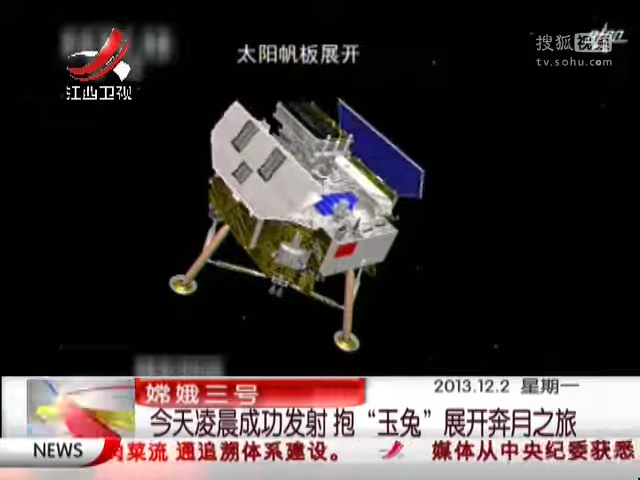 太阳帆板展开
搜狐视频
tv.sohu.com
江西卫视
嫦娥三号
2013.12.2 星期一
今天凌晨成功发射 抱“玉兔”展开奔月之旅
NEWS
肉菜流 通追溯体系建设。 媒体从中央纪委获悉